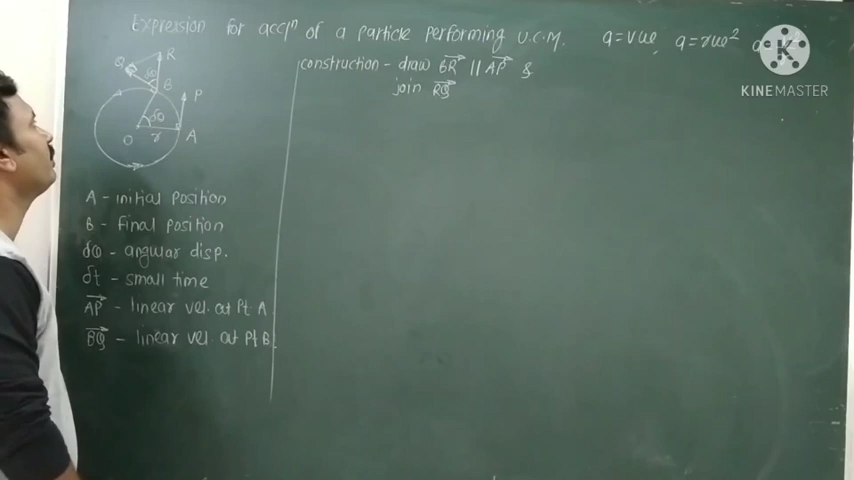 Expression for accⁿ of a particle performing U.C.M. a=vω, a=rω²
construction - draw BR || AP &
join RQ
Q R
δθ B
P
δθ
O r A
A - initial position
B - final position
δθ - angular disp.
δt - small time
AP - linear vel. at Pt A
BQ - linear vel at Pt B.
K
KINEMASTER